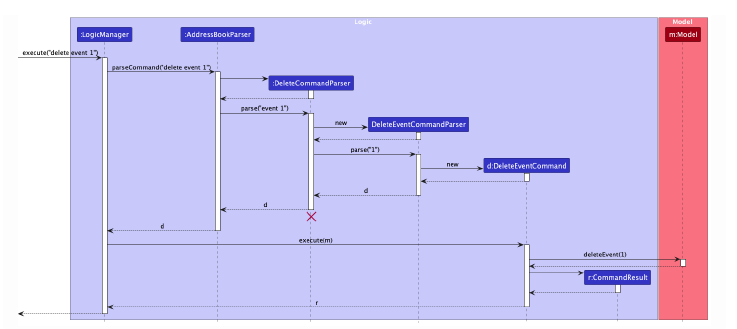 Logic
Model
:LogicManager
:AddressBookParser
m:Model
execute("delete event 1")
parseCommand("delete event 1")
:DeleteCommandParser
parse("event 1")
new
DeleteEventCommandParser
parse("1")
new
d:DeleteEventCommand
d
d
d
execute(m)
deleteEvent(1)
r:CommandResult
r